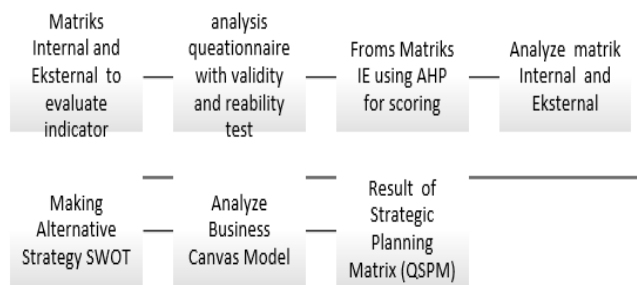 Matriks
Internal and
Eksternal to
evaluate
indicator
analysis
queationnaire
with validity
and reability
test
Froms Matriks
IE using AHP
for scoring
Analyze matrik
Internal and
Eksternal
Making
Alternative
Strategy SWOT
Analyze
Business
Canvas Model
Result of
Strategic
Planning
Matrix (QSPM)